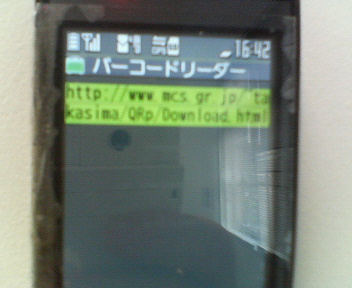 16:42
バーコードリーダー
http://www.mcs.gr.jp/~ta
kasima/QRp/Download.html